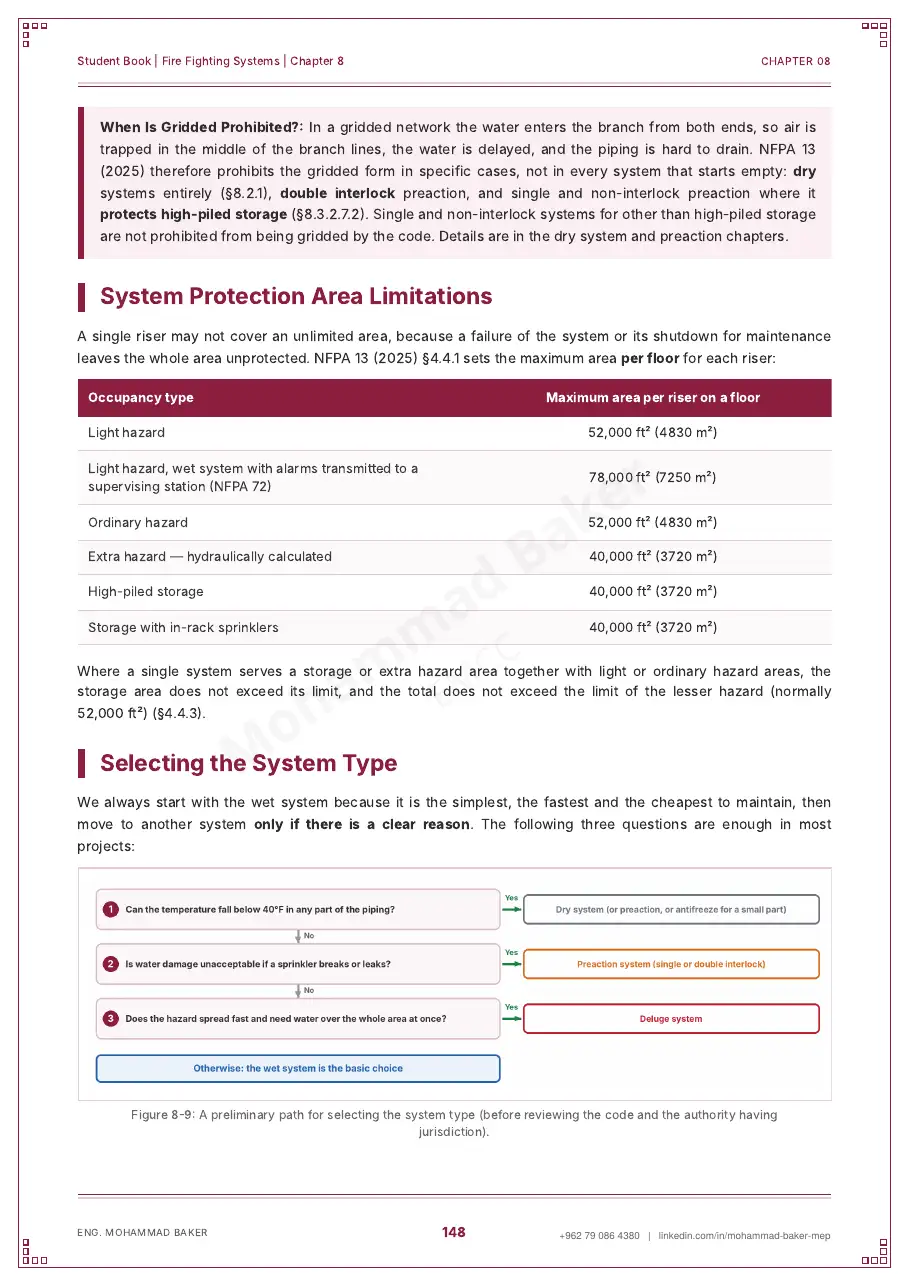 Student Book | Fire Fighting Systems | Chapter 8
CHAPTER 08
When Is Gridded Prohibited?: In a gridded network the water enters the branch from both ends, so air is
trapped in the middle of the branch lines, the water is delayed, and the piping is hard to drain. NFPA 13
(2025) therefore prohibits the gridded form in specific cases, not in every system that starts empty: dry
systems entirely (§8.2.1), double interlock preaction, and single and non-interlock preaction where it
protects high-piled storage (§8.3.2.7.2). Single and non-interlock systems for other than high-piled storage
are not prohibited from being gridded by the code. Details are in the dry system and preaction chapters.
System Protection Area Limitations
A single riser may not cover an unlimited area, because a failure of the system or its shutdown for maintenance
leaves the whole area unprotected. NFPA 13 (2025) §4.4.1 sets the maximum area per floor for each riser:
Occupancy type
Maximum area per riser on a floor
Light hazard
52,000 ft² (4830 m²)
Light hazard, wet system with alarms transmitted to a
supervising station (NFPA 72)
78,000 ft² (7250 m²)
Ordinary hazard
52,000 ft² (4830 m²)
Extra hazard — hydraulically calculated
40,000 ft² (3720 m²)
High-piled storage
40,000 ft² (3720 m²)
Storage with in-rack sprinklers
40,000 ft² (3720 m²)
Where a single system serves a storage or extra hazard area together with light or ordinary hazard areas, the
storage area does not exceed its limit, and the total does not exceed the limit of the lesser hazard (normally
52,000 ft²) (§4.4.3).
Selecting the System Type
We always start with the wet system because it is the simplest, the fastest and the cheapest to maintain, then
move to another system only if there is a clear reason. The following three questions are enough in most
projects:
1 Can the temperature fall below 40°F in any part of the piping?
Yes
Dry system (or preaction, or antifreeze for a small part)
No
2 Is water damage unacceptable if a sprinkler breaks or leaks?
Yes
Preaction system (single or double interlock)
No
3 Does the hazard spread fast and need water over the whole area at once?
Yes
Deluge system
Otherwise: the wet system is the basic choice
Figure 8-9: A preliminary path for selecting the system type (before reviewing the code and the authority having
jurisdiction).
Mohammad Baker
ENG. MOHAMMAD BAKER
148
+962 79 086 4380 | linkedin.com/in/mohammad-baker-mep